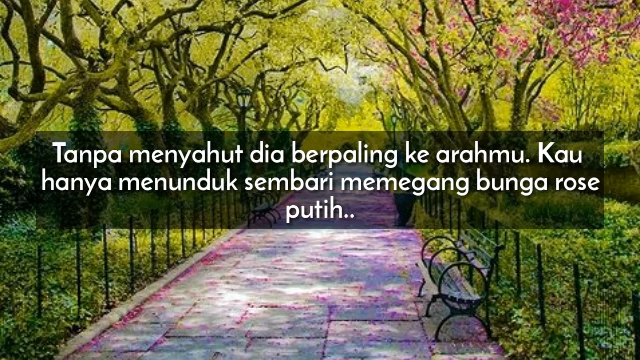 Tanpa menyahut dia berpaling ke arahmu. Kau
hanya menunduk sembari memegang bunga rose
putih..